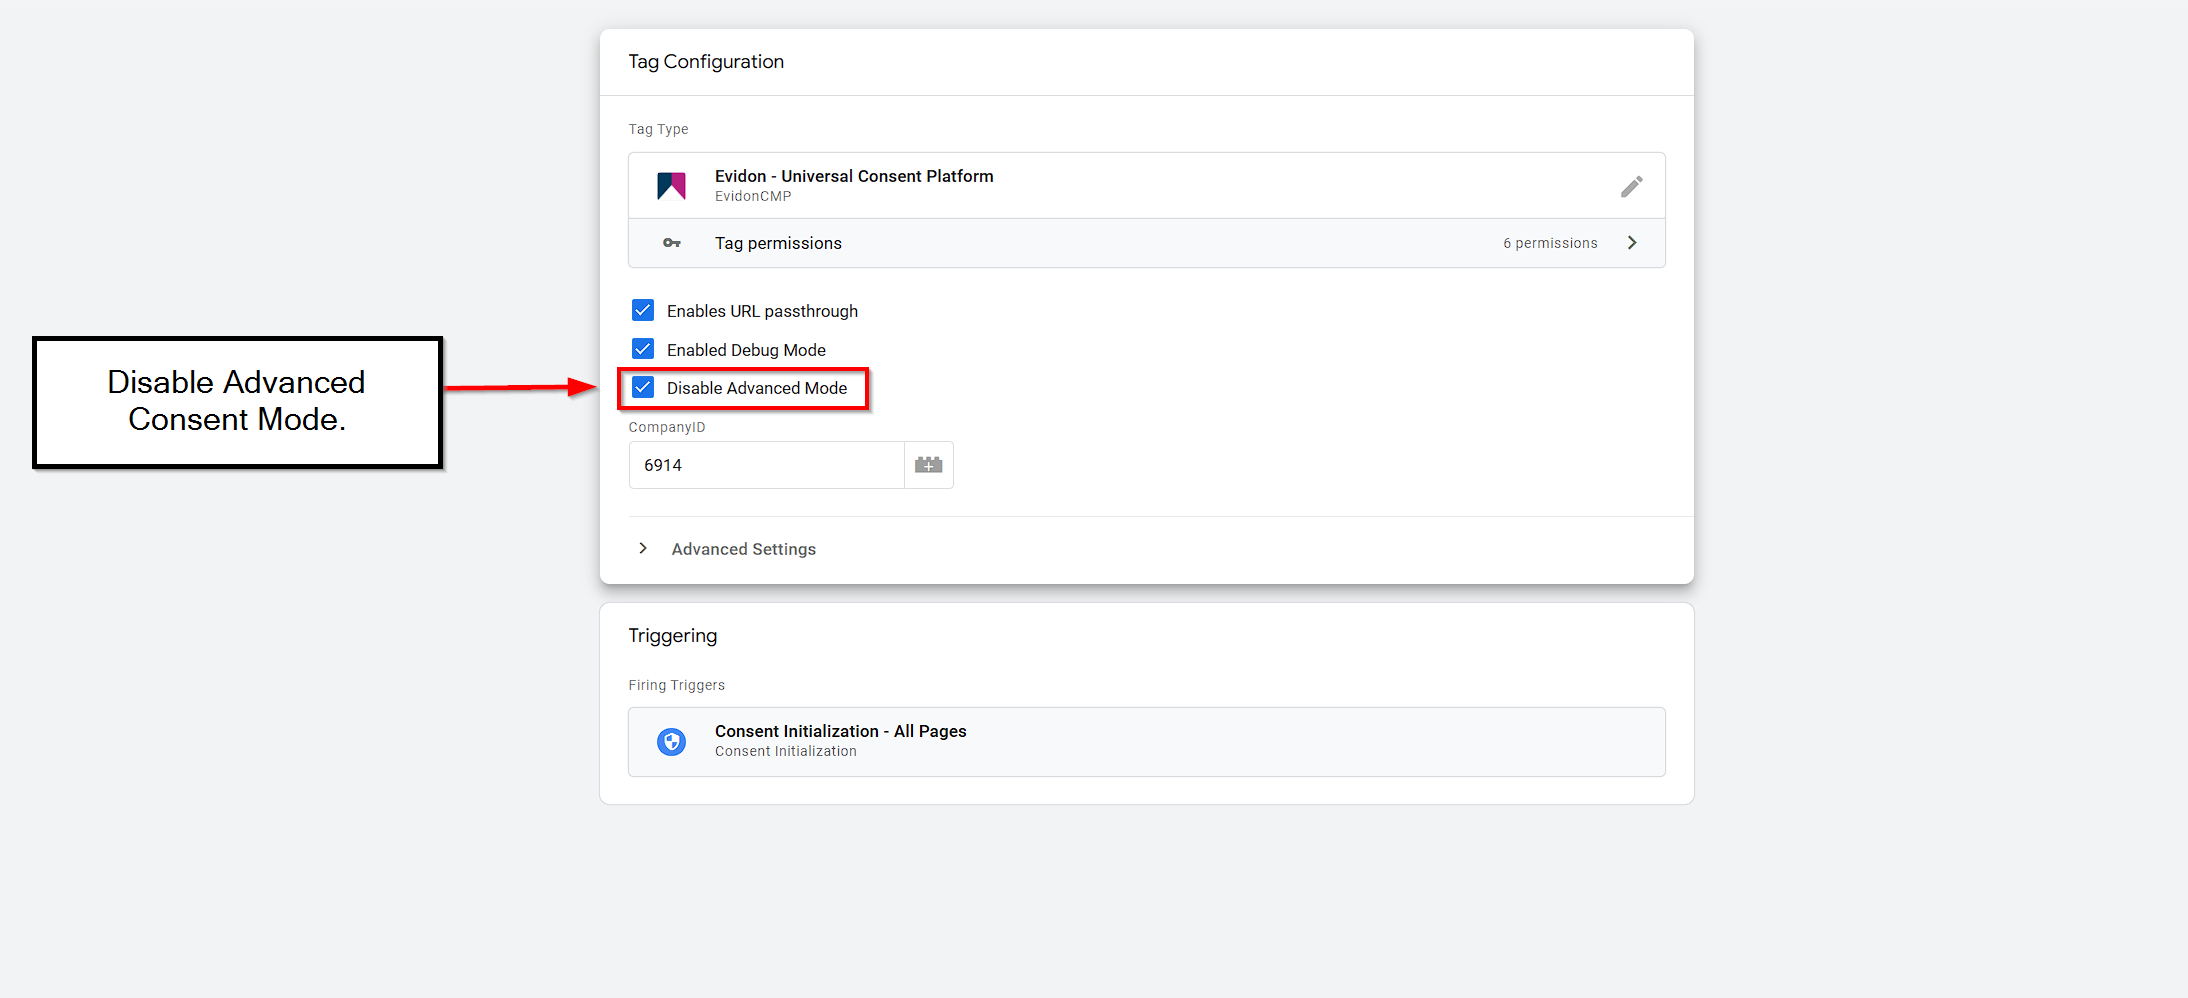 Tag Configuration
Tag Type
Evidon - Universal Consent Platform
EvidonCMP
Tag permissions
6 permissions
Enables URL passthrough
Enabled Debug Mode
Disable Advanced
Consent Mode.
Disable Advanced Mode
CompanyID
6914
Advanced Settings
Triggering
Firing Triggers
Consent Initialization - All Pages
Consent Initialization